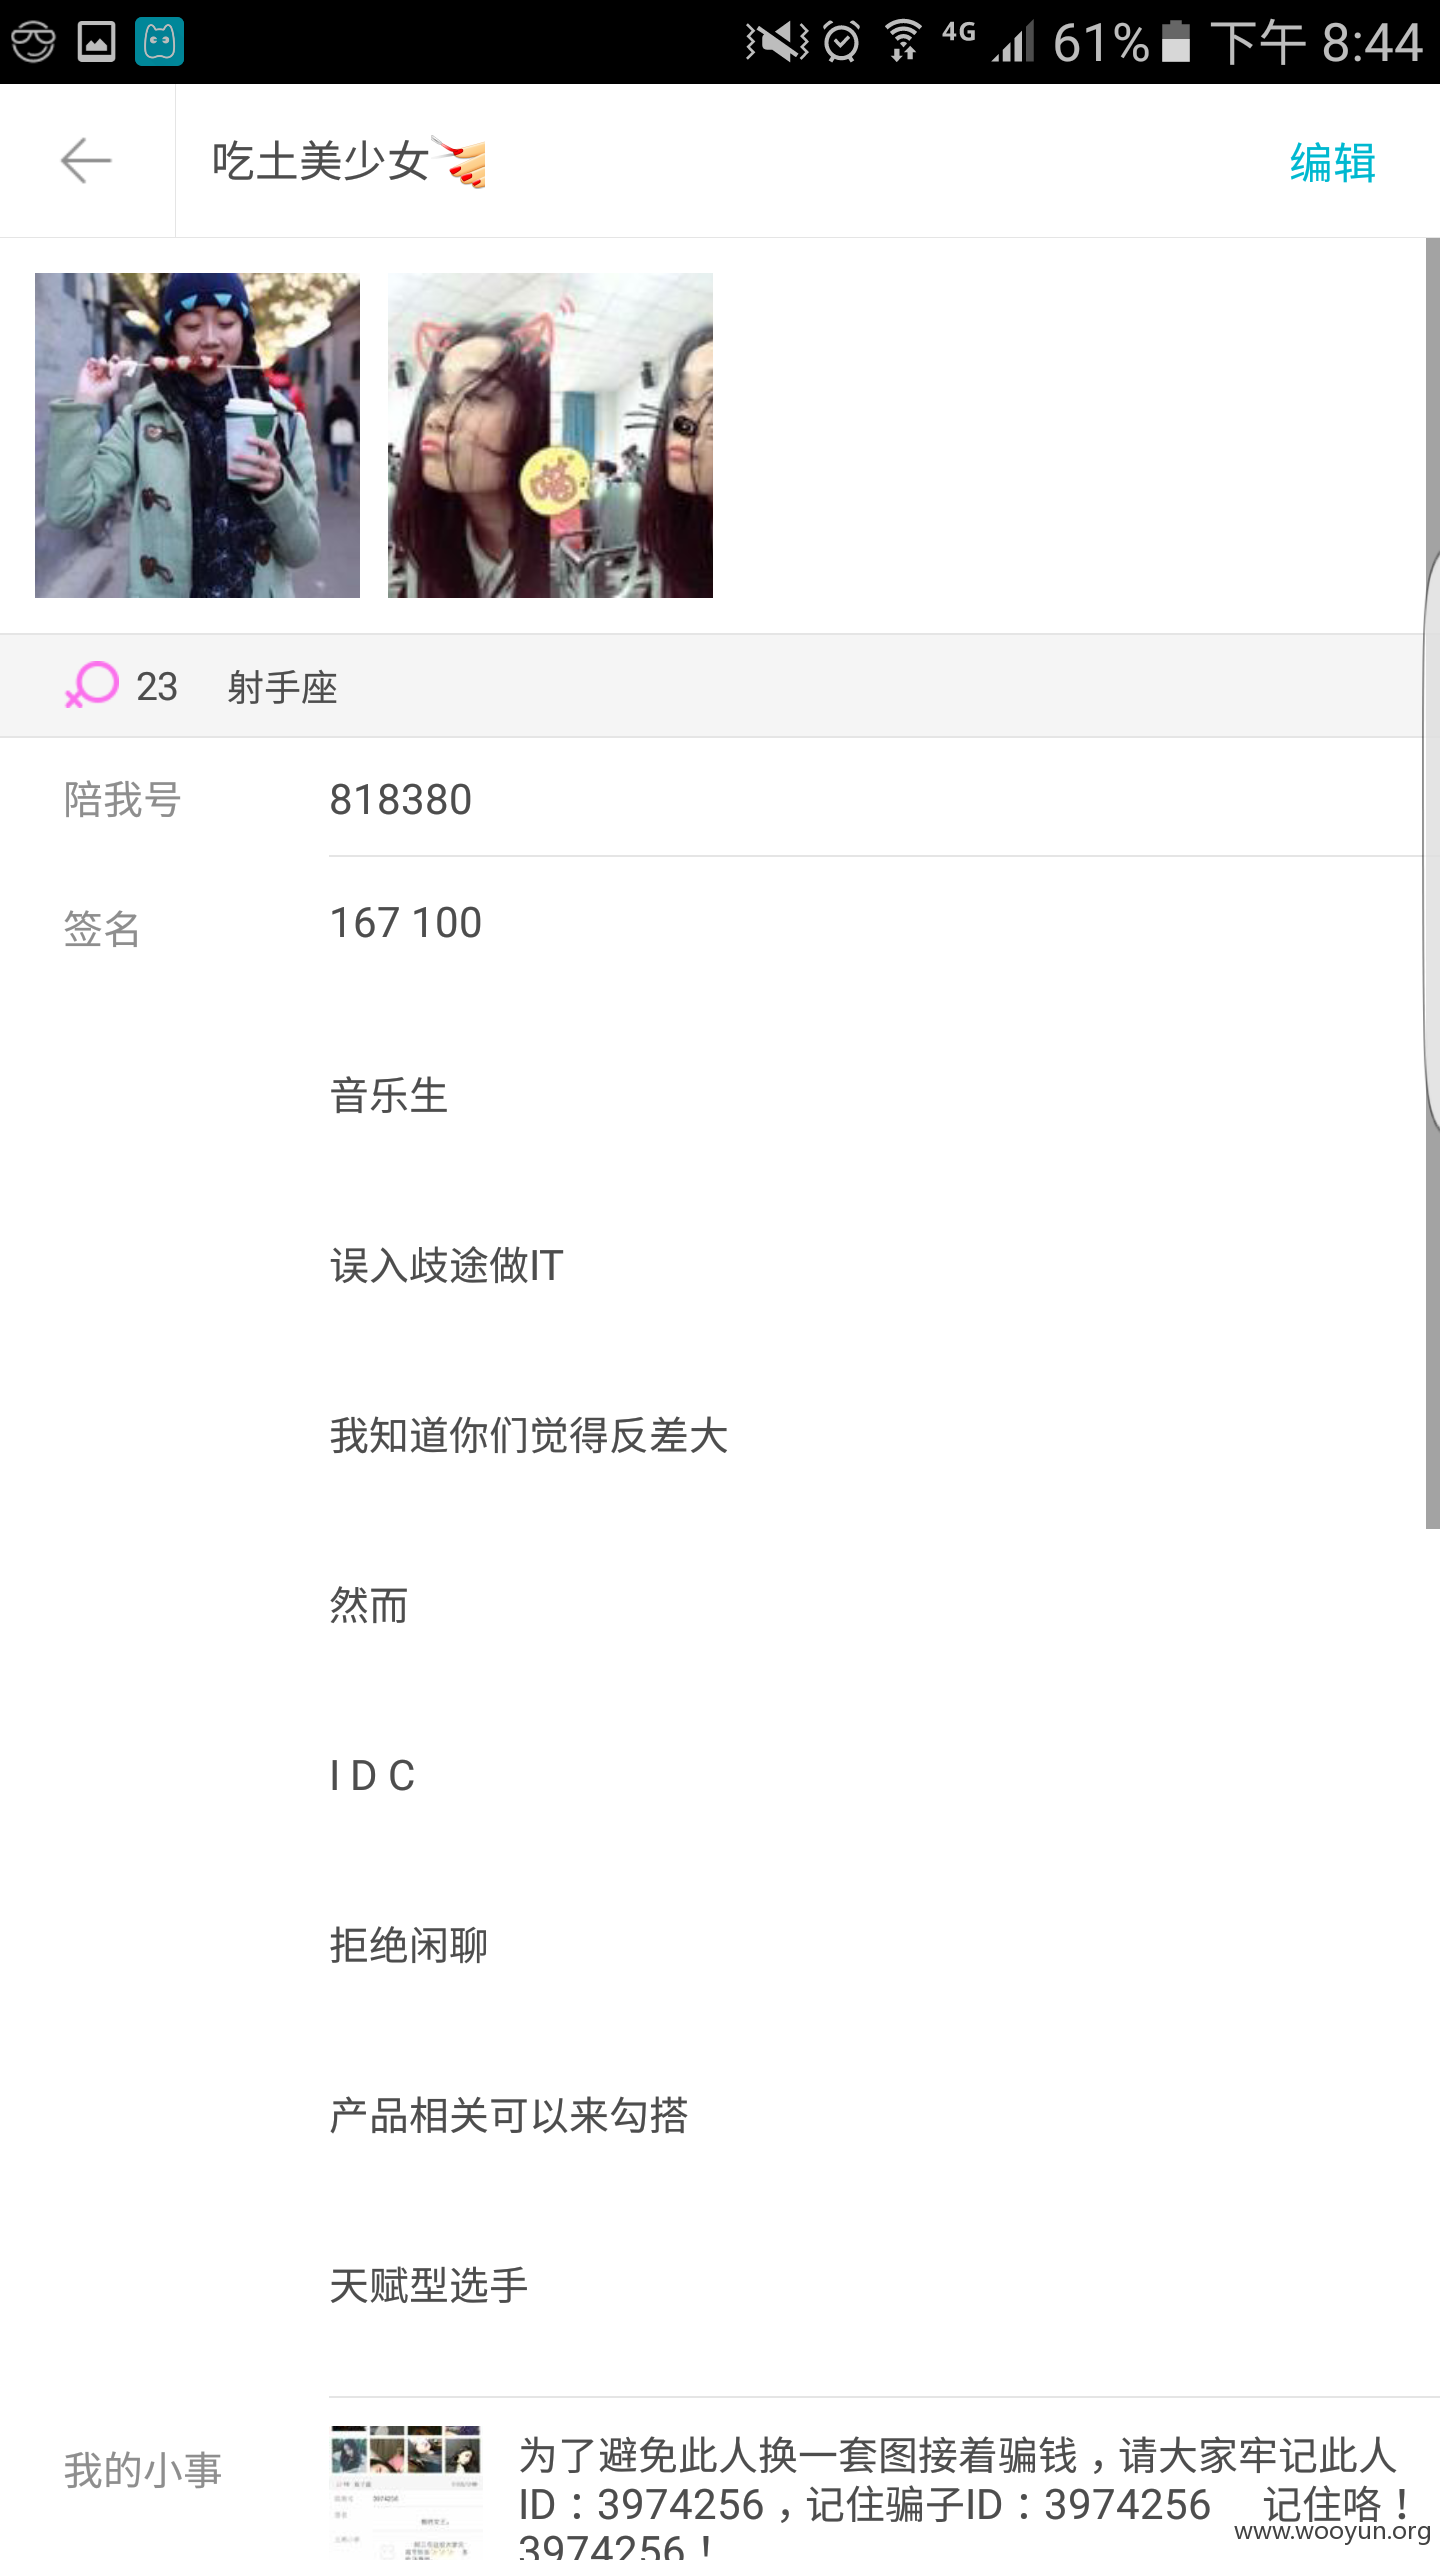 4G 61% 下午 8:44
吃土美少女
编辑
23 射手座
陪我号 818380
签名 167 100
音乐生
误入歧途做IT
我知道你们觉得反差大
然而
I D C
拒绝闲聊
产品相关可以来勾搭
天赋型选手
我的小事
3974256
为了避免此人换一套图接着骗钱，请大家牢记此人
ID：3974256，记住骗子ID：3974256 记住咯！
3974256！
www.wooyun.org